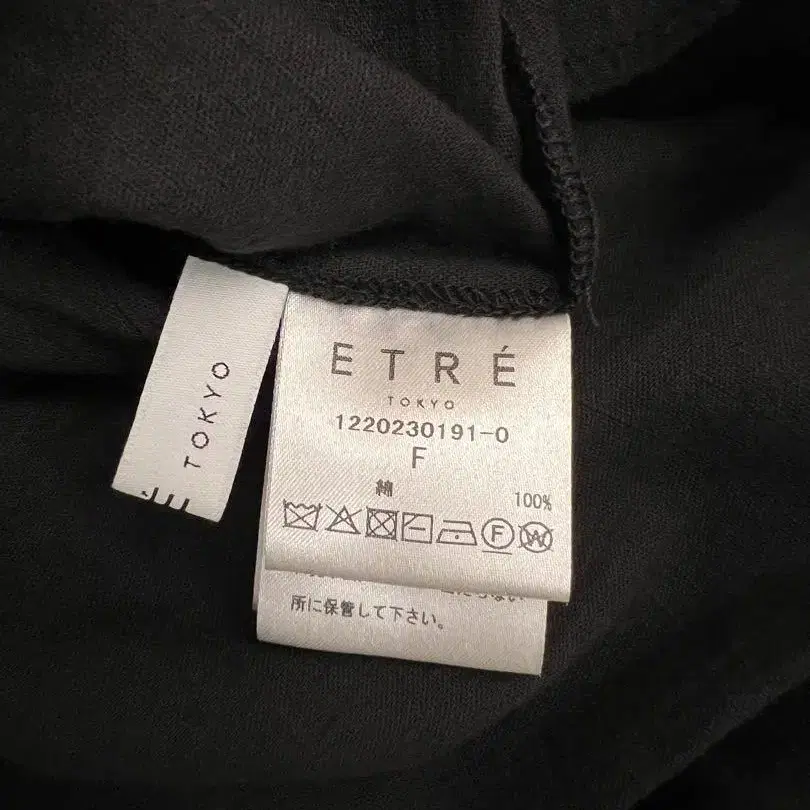 TOKYO
ETRÉ
TOKYO
1220230191-0
F
綿 100%
F W
所に保管して下さい。